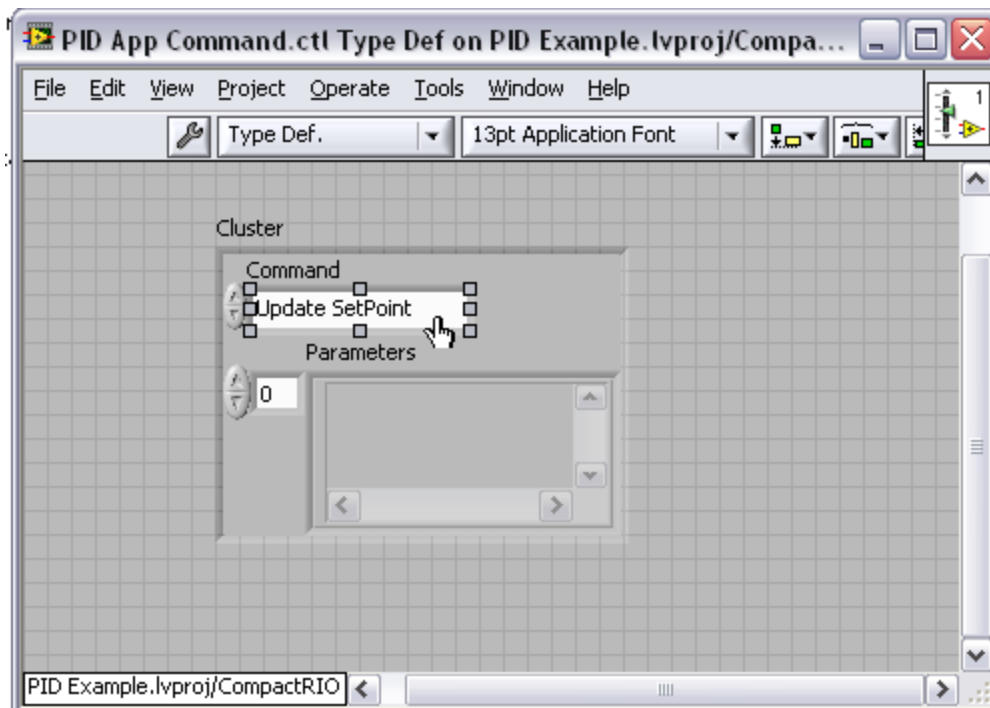 PID App Command.ctl Type Def on PID Example.lvproj/Compa...
File Edit View Project Operate Tools Window Help
Type Def. 13pt Application Font
1
Cluster
Command
Update SetPoint
Parameters
0
PID Example.lvproj/CompactRIO